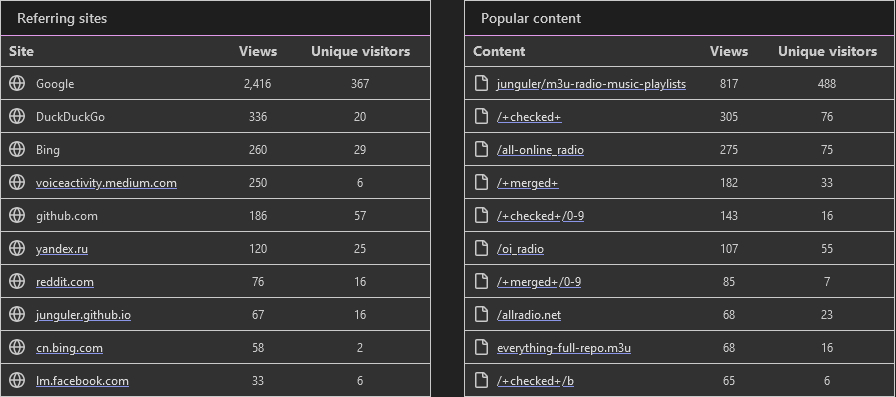 Referring sites
Site Views Unique visitors
Google 2,416 367
DuckDuckGo 336 20
Bing 260 29
voiceactivity.medium.com 250 6
github.com 186 57
yandex.ru 120 25
reddit.com 76 16
junguler.github.io 67 16
cn.bing.com 58 2
lm.facebook.com 33 6
Popular content
Content Views Unique visitors
junguler/m3u-radio-music-playlists 817 488
/+checked+ 305 76
/all-online_radio 275 75
/+merged+ 182 33
/+checked+/0-9 143 16
/oi_radio 107 55
/+merged+/0-9 85 7
/allradio.net 68 23
everything-full-repo.m3u 68 16
/+checked+/b 65 6